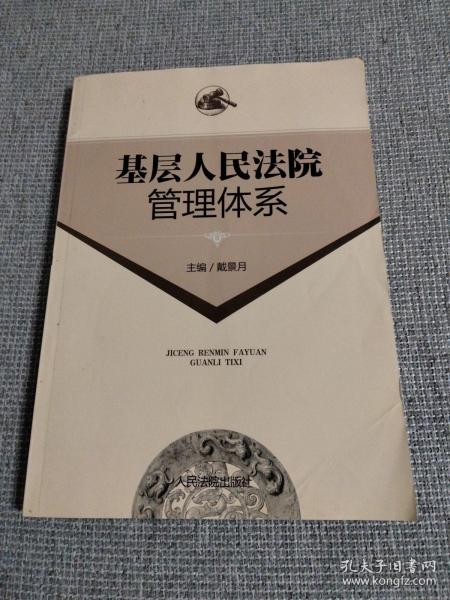 基层人民法院
管理体系
主编/戴景月
JICENG RENMIN FAYUAN
GUANLI TIXI
人民法院出版社
孔夫子旧书网
www.kongfz.com